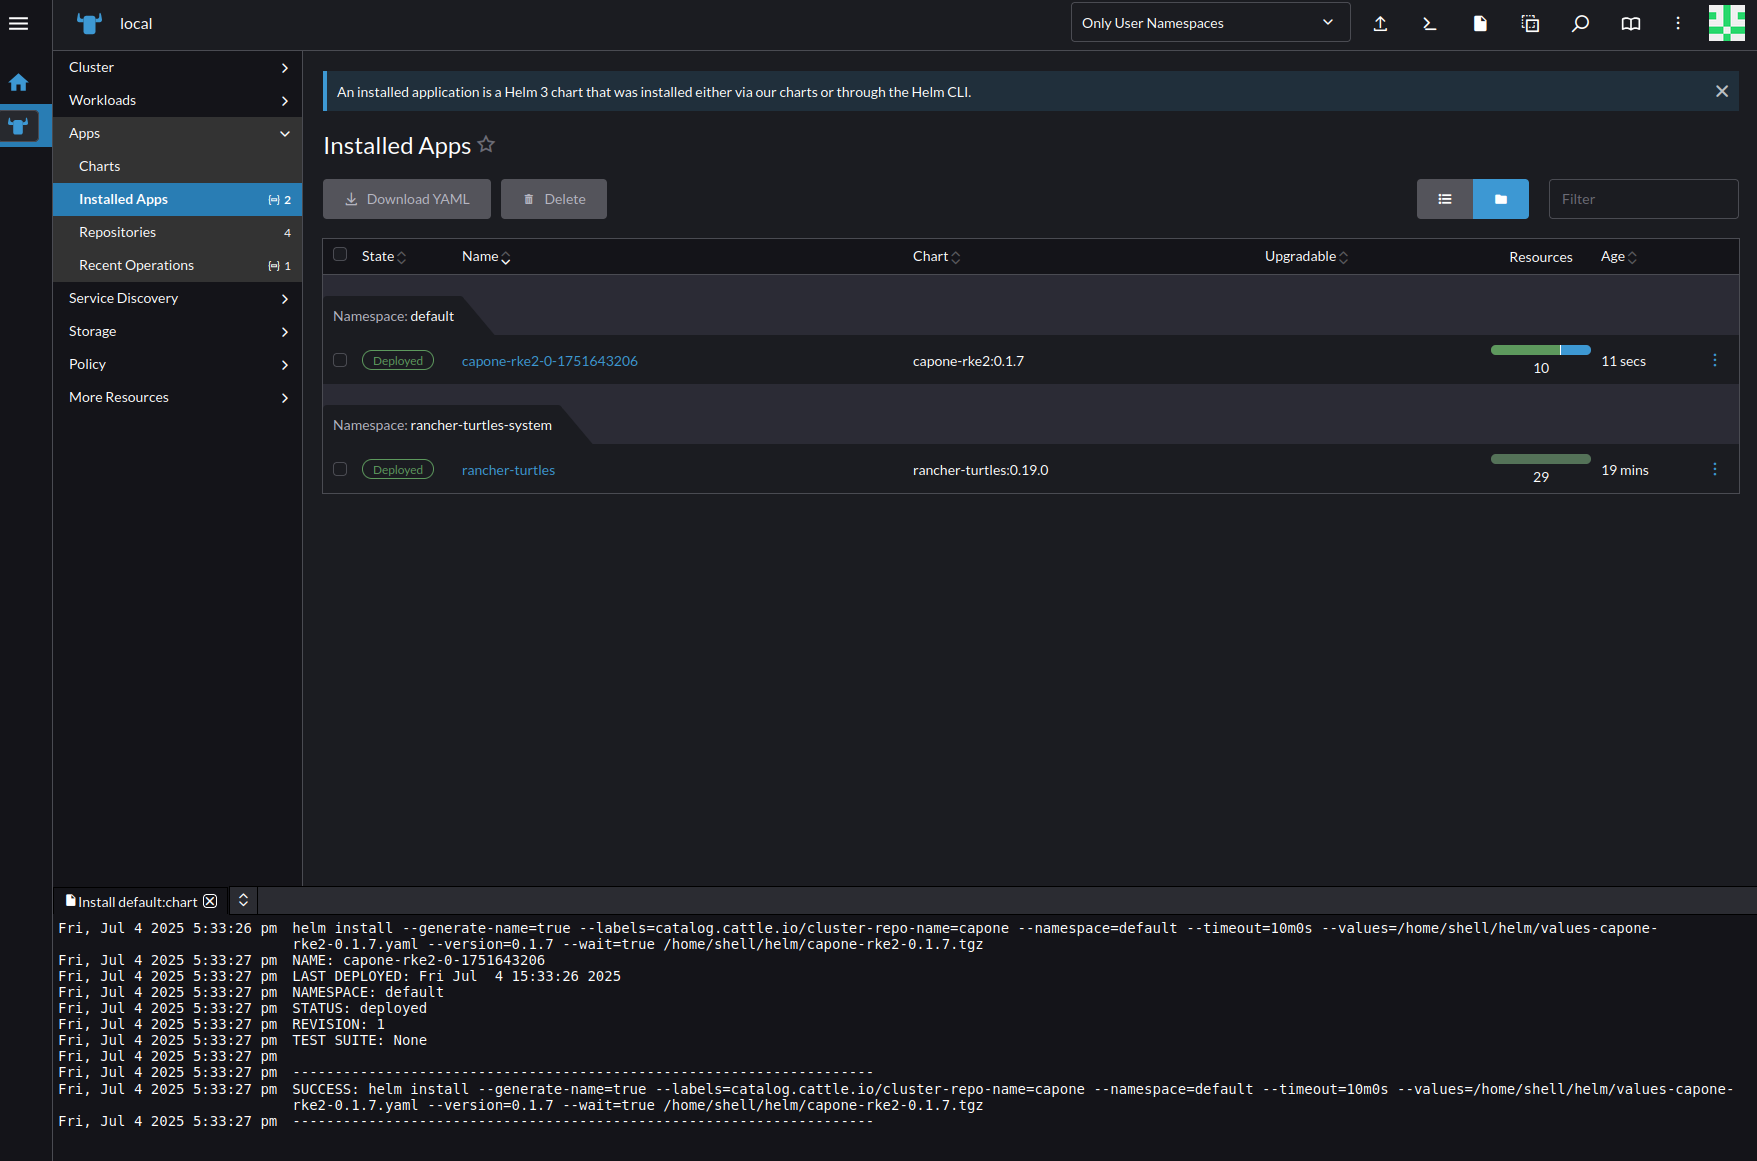 local
Only User Namespaces
Cluster
Workloads
Apps
Charts
Installed Apps 2
Repositories 4
Recent Operations 1
Service Discovery
Storage
Policy
More Resources
An installed application is a Helm 3 chart that was installed either via our charts or through the Helm CLI.
Installed Apps
Download YAML Delete Filter
State Name Chart Upgradable Resources Age
Namespace: default
Deployed capone-rke2-0-1751643206 capone-rke2:0.1.7 10 11 secs
Namespace: rancher-turtles-system
Deployed rancher-turtles rancher-turtles:0.19.0 29 19 mins
Install default:chart
Fri, Jul 4 2025 5:33:26 pm helm install --generate-name=true --labels=catalog.cattle.io/cluster-repo-name=capone --namespace=default --timeout=10m0s --values=/home/shell/helm/values-capone-
rke2-0.1.7.yaml --version=0.1.7 --wait=true /home/shell/helm/capone-rke2-0.1.7.tgz
Fri, Jul 4 2025 5:33:27 pm NAME: capone-rke2-0-1751643206
Fri, Jul 4 2025 5:33:27 pm LAST DEPLOYED: Fri Jul  4 15:33:26 2025
Fri, Jul 4 2025 5:33:27 pm NAMESPACE: default
Fri, Jul 4 2025 5:33:27 pm STATUS: deployed
Fri, Jul 4 2025 5:33:27 pm REVISION: 1
Fri, Jul 4 2025 5:33:27 pm TEST SUITE: None
Fri, Jul 4 2025 5:33:27 pm
Fri, Jul 4 2025 5:33:27 pm ---------------------------------------------------------------------
Fri, Jul 4 2025 5:33:27 pm SUCCESS: helm install --generate-name=true --labels=catalog.cattle.io/cluster-repo-name=capone --namespace=default --timeout=10m0s --values=/home/shell/helm/values-capone-
rke2-0.1.7.yaml --version=0.1.7 --wait=true /home/shell/helm/capone-rke2-0.1.7.tgz
Fri, Jul 4 2025 5:33:27 pm ---------------------------------------------------------------------